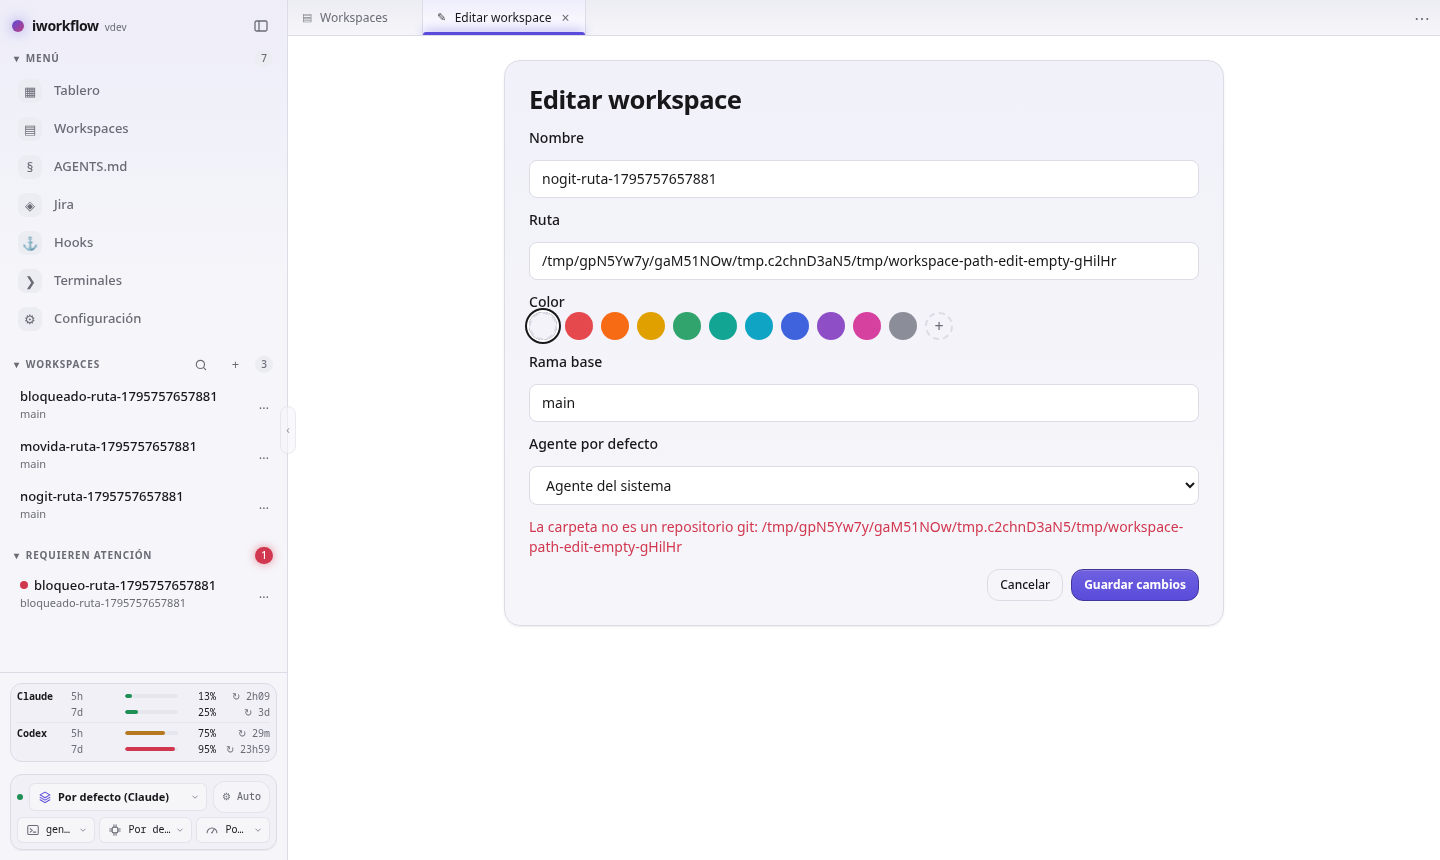 iworkflow vdev
MENÚ 7
Tablero
Workspaces
§ AGENTS.md
Jira
Hooks
Terminales
Configuración
WORKSPACES + 3
bloqueado-ruta-1795757657881 ...
main
movida-ruta-1795757657881 ...
main
nogit-ruta-1795757657881 ...
main
REQUIEREN ATENCIÓN 1
bloqueo-ruta-1795757657881 ...
bloqueado-ruta-1795757657881
Claude 5h 13% ↻ 2h09
7d 25% ↻ 3d
Codex 5h 75% ↻ 29m
7d 95% ↻ 23h59
Por defecto (Claude) Auto
gen… Por de… Po…
Workspaces
Editar workspace ×
Editar workspace
Nombre
nogit-ruta-1795757657881
Ruta
/tmp/gpN5Yw7y/gaM51NOw/tmp.c2chnD3aN5/tmp/workspace-path-edit-empty-gHilHr
Color
+
Rama base
main
Agente por defecto
Agente del sistema
La carpeta no es un repositorio git: /tmp/gpN5Yw7y/gaM51NOw/tmp.c2chnD3aN5/tmp/workspace-
path-edit-empty-gHilHr
Cancelar Guardar cambios